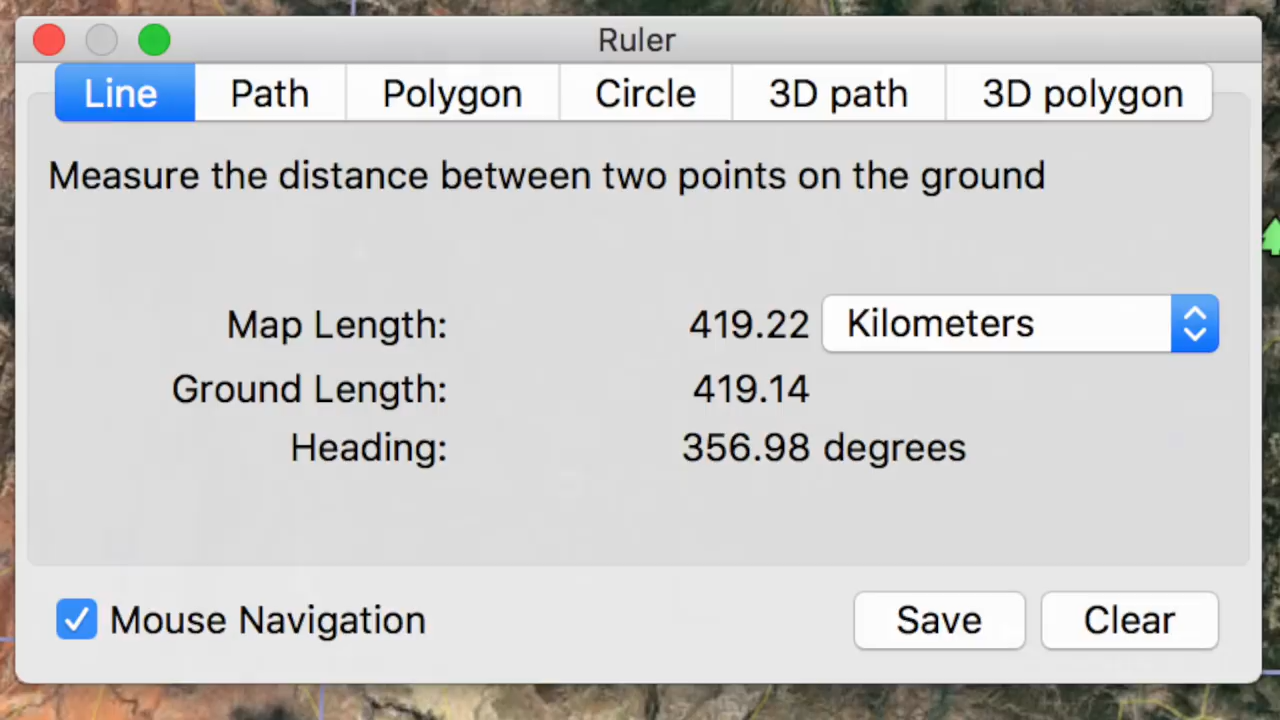 Ruler
Line Path Polygon Circle 3D path 3D polygon
Measure the distance between two points on the ground
Map Length: 419.22 Kilometers
Ground Length: 419.14
Heading: 356.98 degrees
Mouse Navigation Save Clear